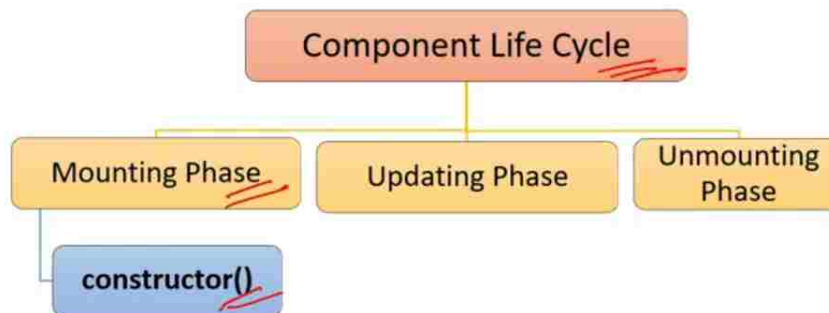 Component Life Cycle
Mounting Phase
Updating Phase
Unmounting
Phase
constructor()